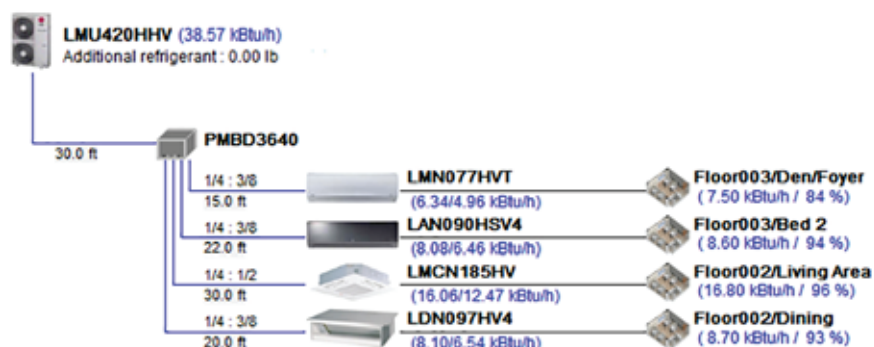 LMU420HHV (38.57 kBtu/h)
Additional refrigerant : 0.00 lb
30.0 ft
PMBD3640
1/4 : 3/8
15.0 ft
LMN077HVT
(6.34/4.96 kBtu/h)
Floor003/Den/Foyer
( 7.50 kBtu/h / 84 %)
1/4 : 3/8
22.0 ft
LAN090HSV4
(8.08/6.46 kBtu/h)
Floor003/Bed 2
( 8.60 kBtu/h / 94 %)
1/4 : 1/2
30.0 ft
LMCN185HV
(16.06/12.47 kBtu/h)
Floor002/Living Area
(16.80 kBtu/h / 96 %)
1/4 : 3/8
20.0 ft
LDN097HV4
(8.10/6.54 kBtu/h)
Floor002/Dining
( 8.70 kBtu/h / 93 %)